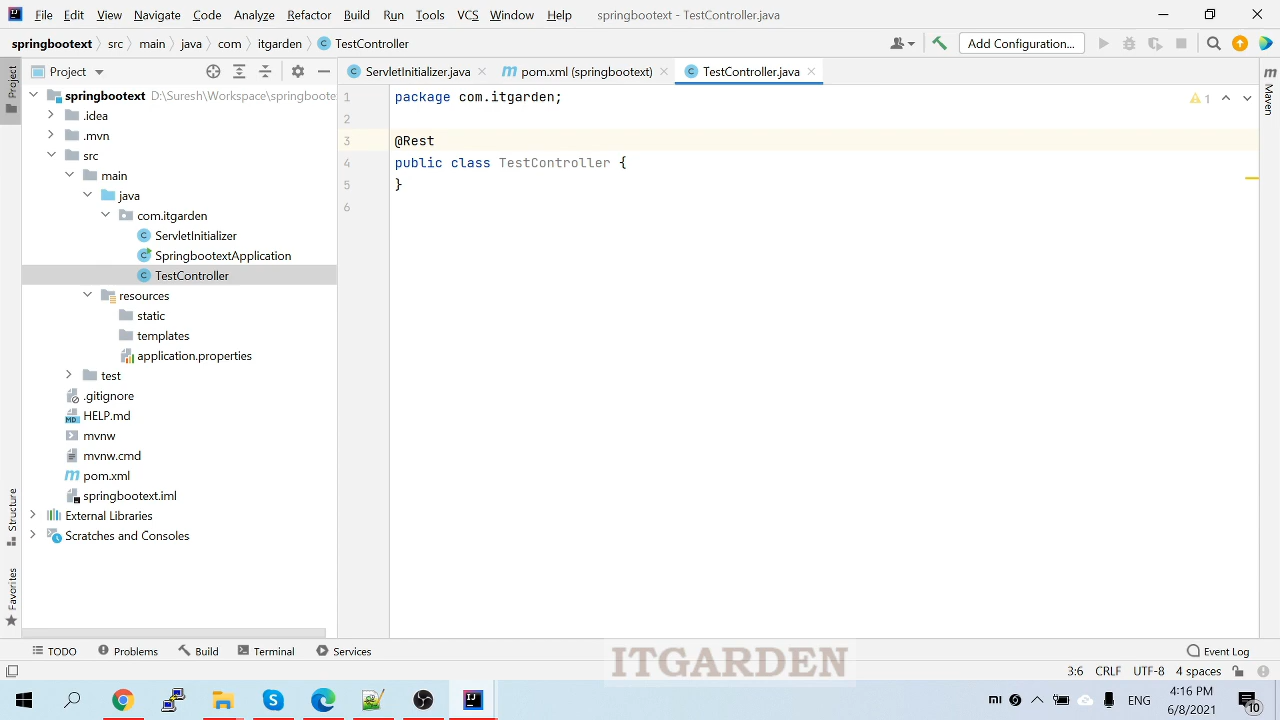 File Edit View Navigate Code Analyze Refactor Build Run Tools VCS Window Help springbootext - TestController.java
springbootext src main java com itgarden TestController Add Configuration...
Project
Project
ServletInitializer.java
pom.xml (springbootext)
TestController.java
Maven
springbootext D:\Suresh\Workspace\springboote
.idea
.mvn
src
main
java
com.itgarden
ServletInitializer
SpringbootextApplication
TestController
resources
static
templates
application.properties
test
.gitignore
HELP.md
mvnw
mvnw.cmd
pom.xml
springbootext.iml
External Libraries
Scratches and Consoles
Structure
Favorites
1 package com.itgarden;
1
2
3 @Rest
4 public class TestController {
5 }
6
TODO Problems Build Terminal Services Event Log
ITGARDEN
3:6 CRLF UTF-8 4 spaces
ENG
4:16 PM
6/8/2021
10